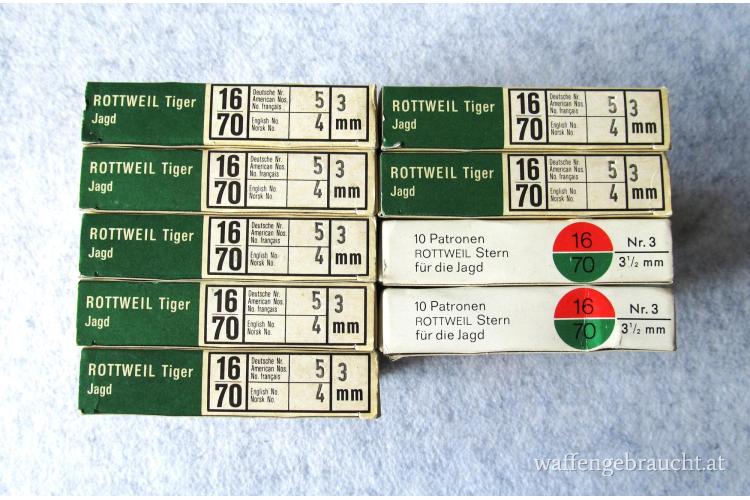 ROTTWEIL Tiger
Jagd
16
70
Deutsche Nr.
American Nos.
No. français
English No.
Norsk No.
5
4
3
mm
ROTTWEIL Tiger
Jagd
16
70
Deutsche Nr.
American Nos.
No. français
English No.
Norsk No.
5
4
3
mm
ROTTWEIL Tiger
Jagd
16
70
Deutsche Nr.
American Nos.
No. français
English No.
Norsk No.
5
4
3
mm
ROTTWEIL Tiger
Jagd
16
70
Deutsche Nr.
American Nos.
No. français
English No.
Norsk No.
5
4
3
mm
ROTTWEIL Tiger
Jagd
16
70
Deutsche Nr.
American Nos.
No. français
English No.
Norsk No.
5
4
3
mm
ROTTWEIL Tiger
Jagd
16
70
Deutsche Nr.
American Nos.
No. français
English No.
Norsk No.
5
4
3
mm
ROTTWEIL Tiger
Jagd
16
70
Deutsche Nr.
American Nos.
No. français
English No.
Norsk No.
5
4
3
mm
10 Patronen
ROTTWEIL Stern
für die Jagd
16
70
Nr. 3
3 1/2 mm
10 Patronen
ROTTWEIL Stern
für die Jagd
16
70
Nr. 3
3 1/2 mm
waffengebraucht.at